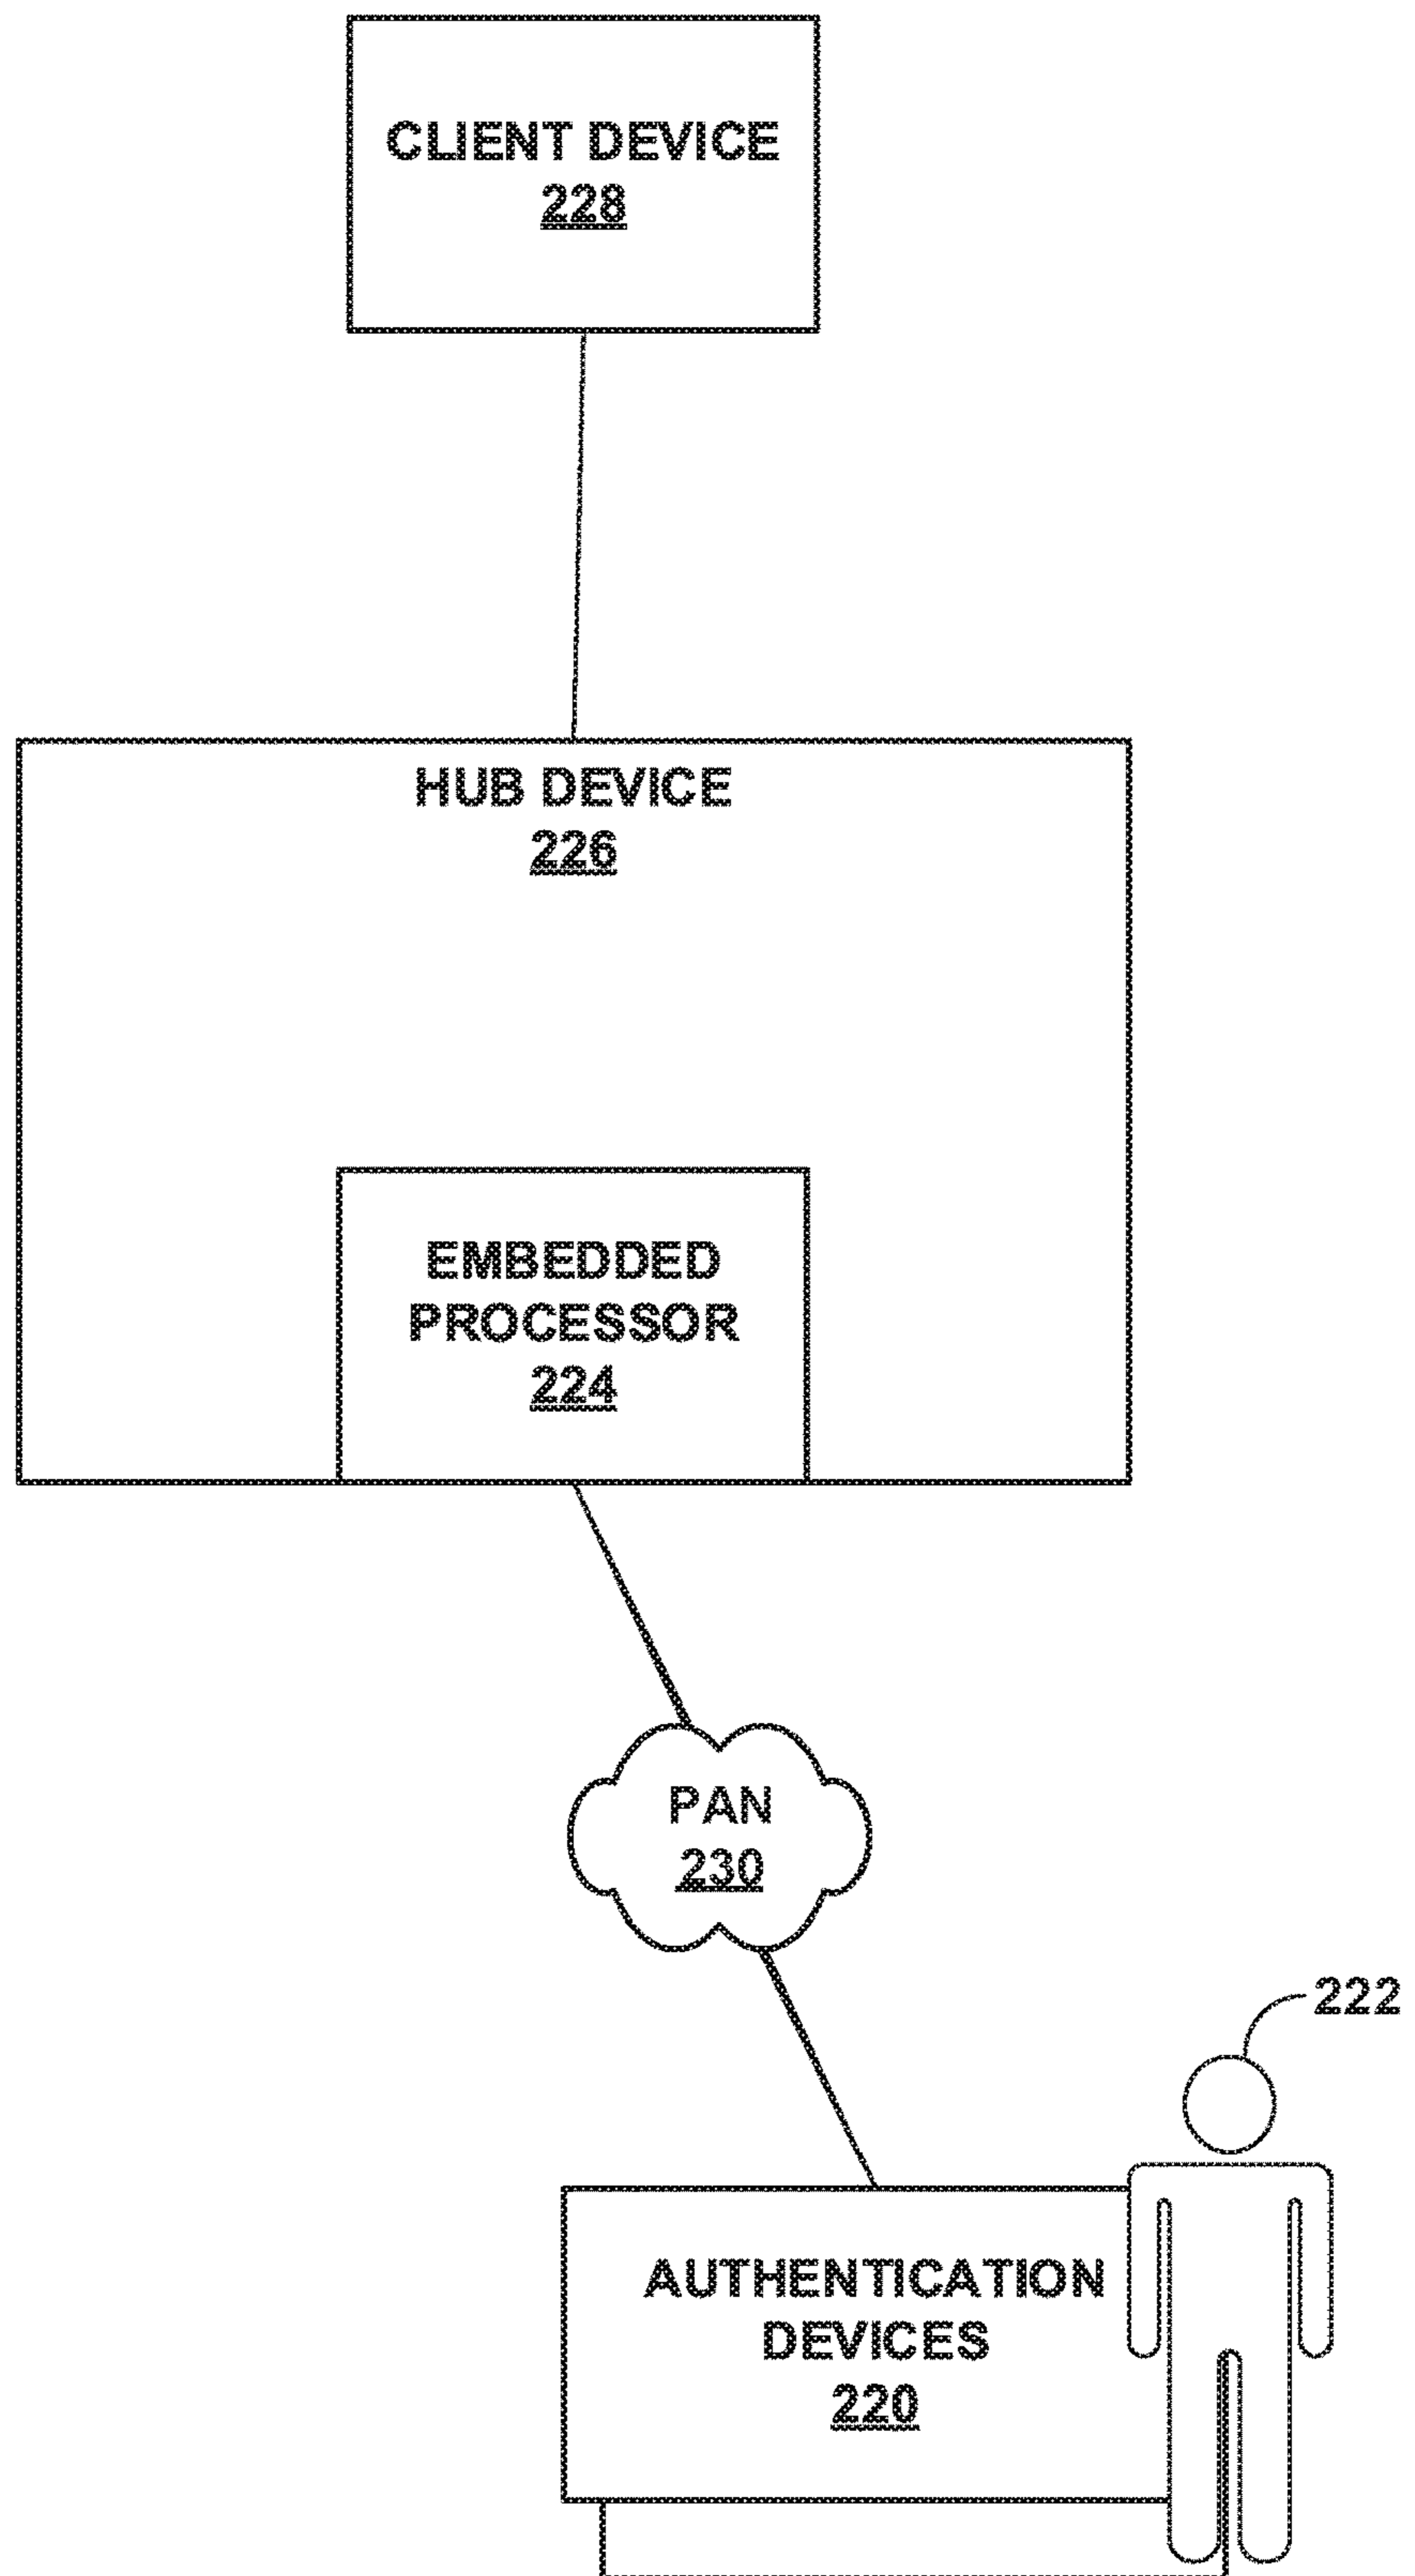 CLIENT DEVICE
228
HUB DEVICE
226
EMBEDDED
PROCESSOR
224
PAN
230
222
AUTHENTICATION
DEVICES
220